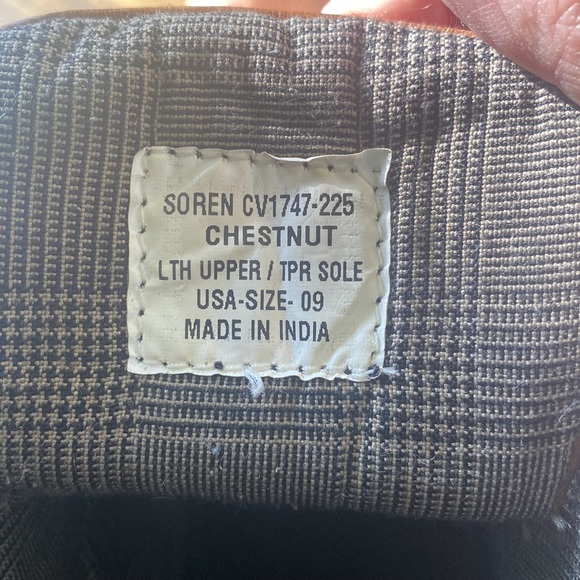 SOREN CV1747-225
CHESTNUT
LTH UPPER / TPR SOLE
USA-SIZE- 09
MADE IN INDIA